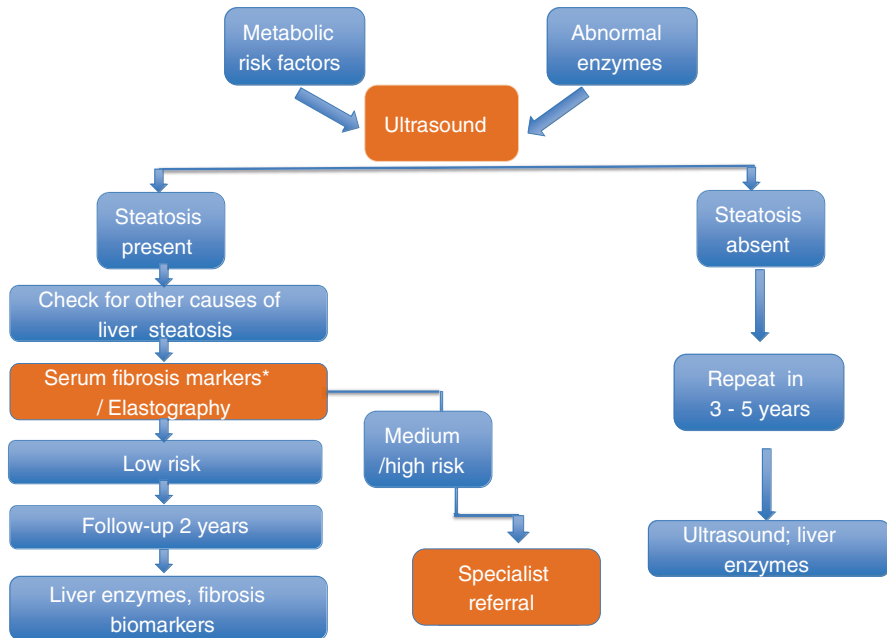 Metabolic
risk factors
Abnormal
enzymes
Ultrasound
Steatosis
present
Steatosis
absent
Check for other causes of
liver steatosis
Serum fibrosis markers*
/ Elastography
Medium
/high risk
Repeat in
3 - 5 years
Low risk
Follow-up 2 years
Liver enzymes, fibrosis
biomarkers
Specialist
referral
Ultrasound; liver
enzymes